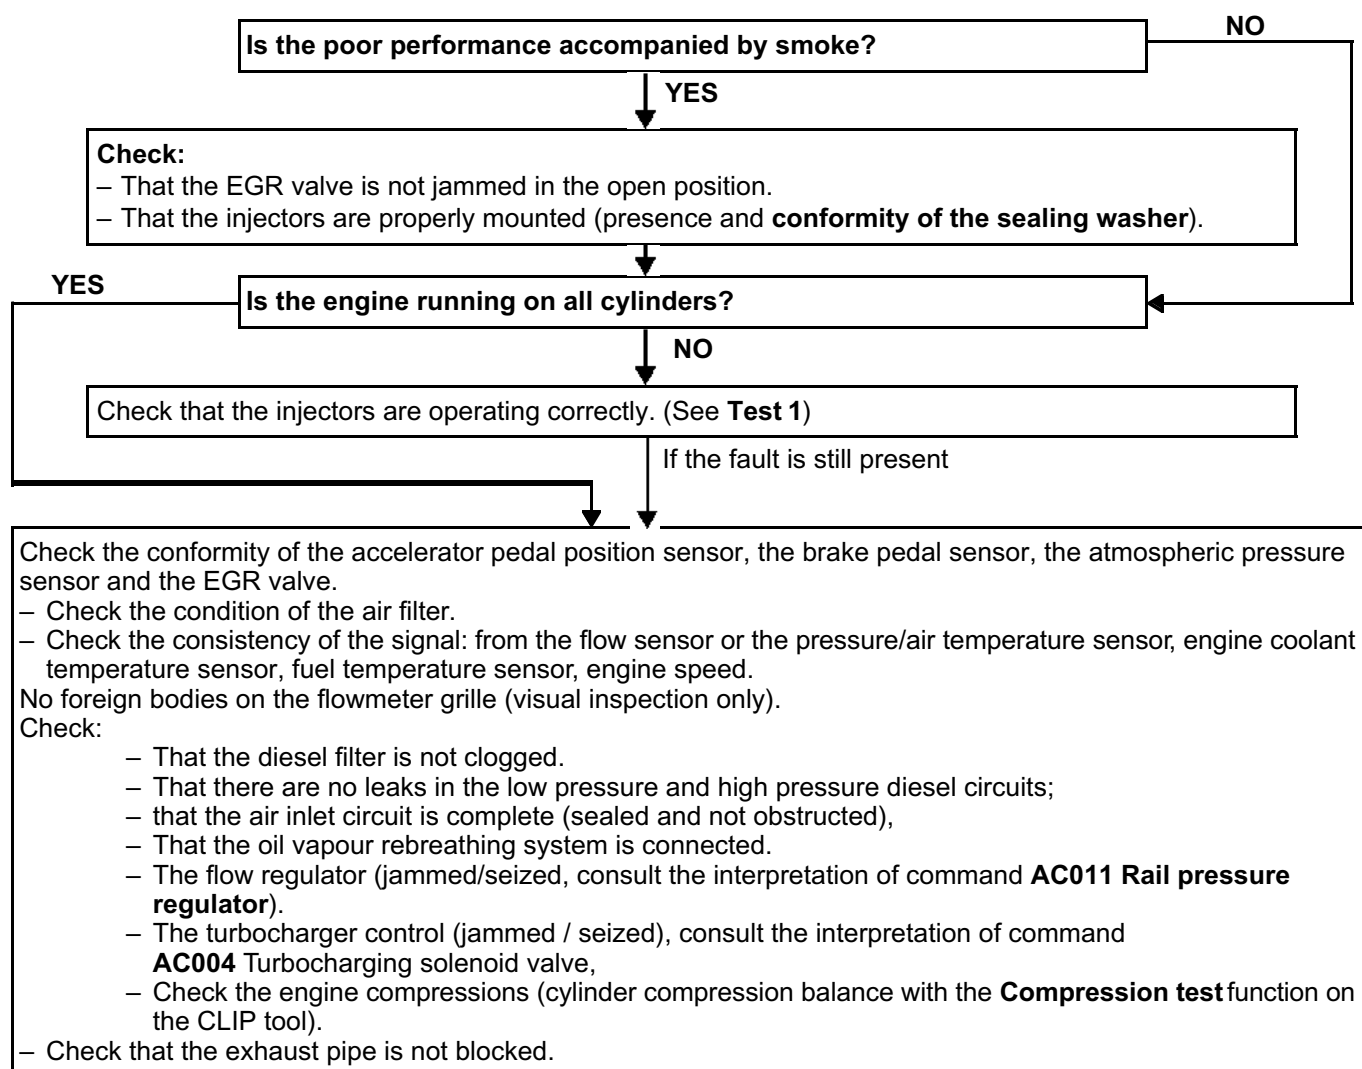 NO
Is the poor performance accompanied by smoke?
YES
Check:
– That the EGR valve is not jammed in the open position.
– That the injectors are properly mounted (presence and conformity of the sealing washer).
YES
Is the engine running on all cylinders?
NO
Check that the injectors are operating correctly. (See Test 1)
If the fault is still present
Check the conformity of the accelerator pedal position sensor, the brake pedal sensor, the atmospheric pressure
sensor and the EGR valve.
– Check the condition of the air filter.
– Check the consistency of the signal: from the flow sensor or the pressure/air temperature sensor, engine coolant
temperature sensor, fuel temperature sensor, engine speed.
No foreign bodies on the flowmeter grille (visual inspection only).
Check:
– That the diesel filter is not clogged.
– That there are no leaks in the low pressure and high pressure diesel circuits;
– that the air inlet circuit is complete (sealed and not obstructed),
– That the oil vapour rebreathing system is connected.
– The flow regulator (jammed/seized, consult the interpretation of command AC011 Rail pressure
regulator).
– The turbocharger control (jammed / seized), consult the interpretation of command
AC004 Turbocharging solenoid valve,
– Check the engine compressions (cylinder compression balance with the Compression test function on
the CLIP tool).
– Check that the exhaust pipe is not blocked.